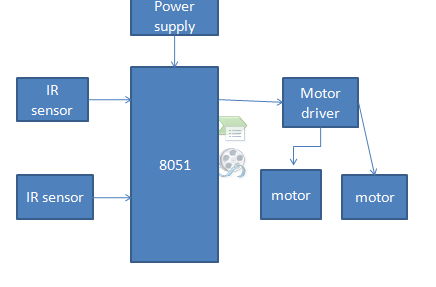 Power
supply
IR
sensor
Motor
driver
8051
IR sensor
motor
motor